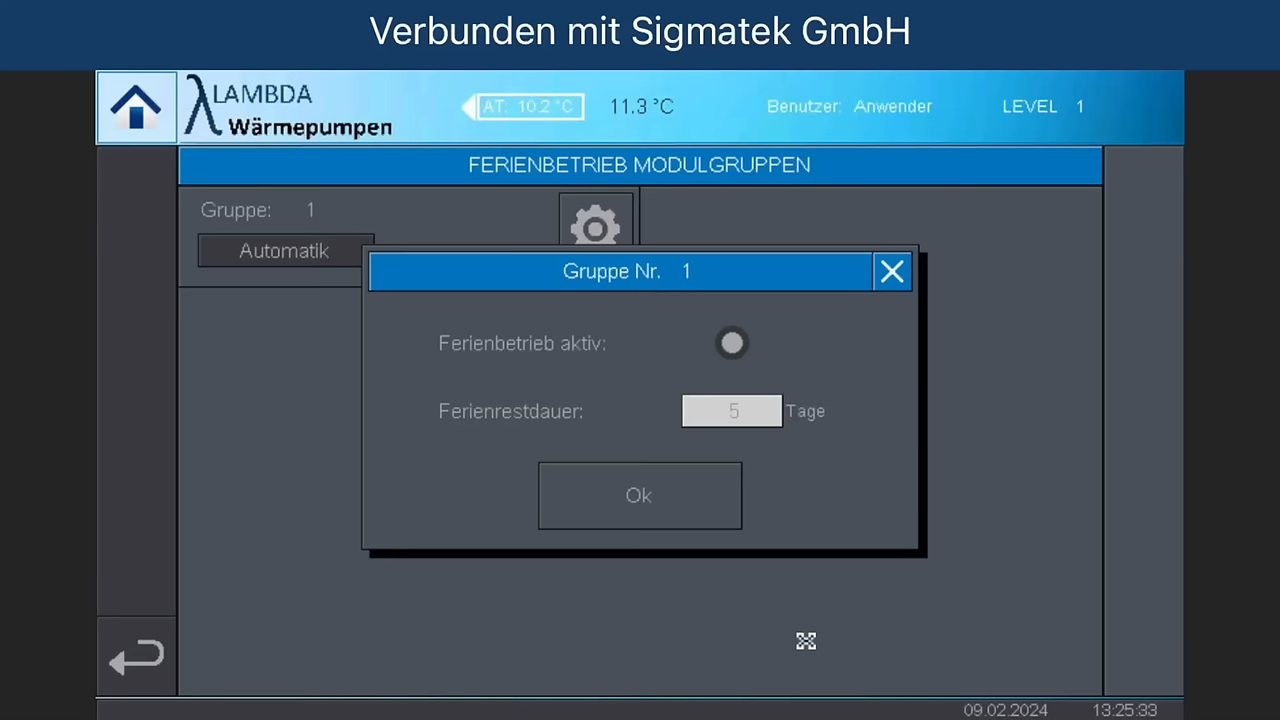 Verbunden mit Sigmatek GmbH
LAMBDA
Wärmepumpen
AT: 10.2 °C 11.3 °C Benutzer: Anwender LEVEL 1
FERIENBETRIEB MODULGRUPPEN
Gruppe: 1
Automatik
Gruppe Nr. 1
Ferienbetrieb aktiv:
Ferienrestdauer: 5 Tage
Ok
09.02.2024 13:25:33